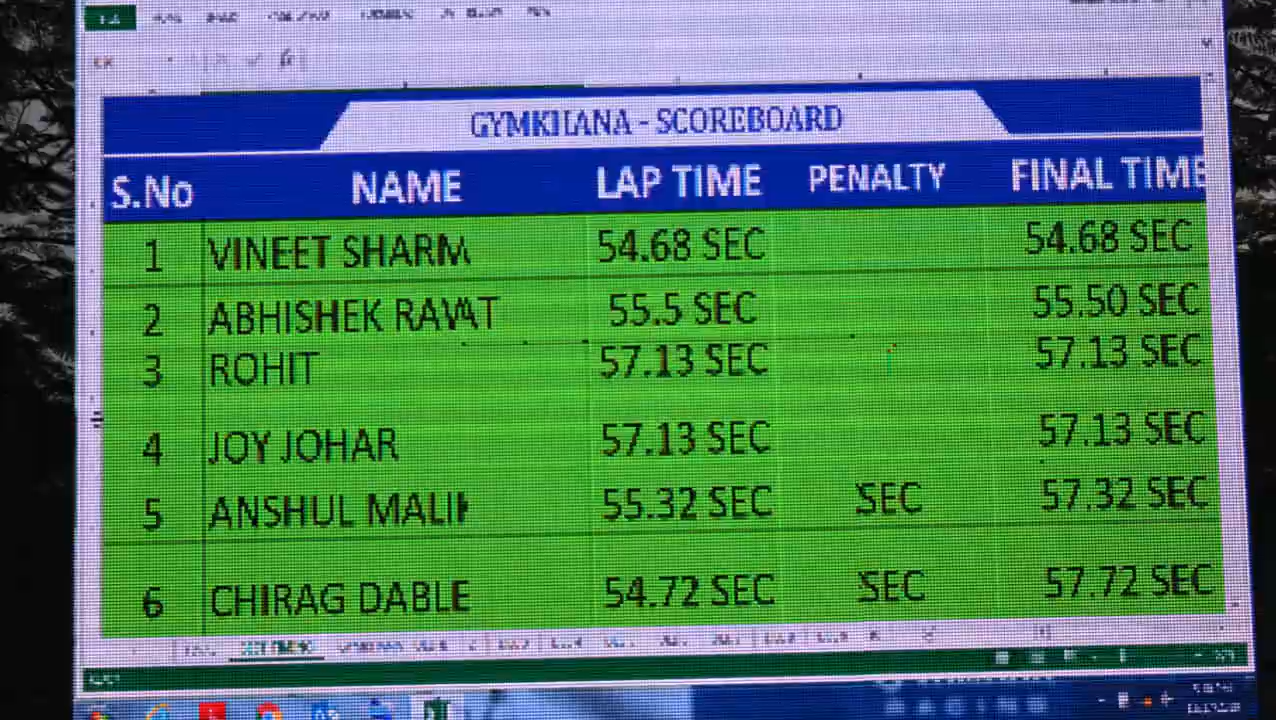 GYMKHANA - SCOREBOARD
S.No NAME LAP TIME PENALTY FINAL TIME
1 VINEET SHARM 54.68 SEC 54.68 SEC
2 ABHISHEK RAWAT 55.5 SEC 55.50 SEC
3 ROHIT 57.13 SEC 57.13 SEC
4 JOY JOHAR 57.13 SEC 57.13 SEC
5 ANSHUL MALIK 55.32 SEC SEC 57.32 SEC
6 CHIRAG DABLE 54.72 SEC SEC 57.72 SEC